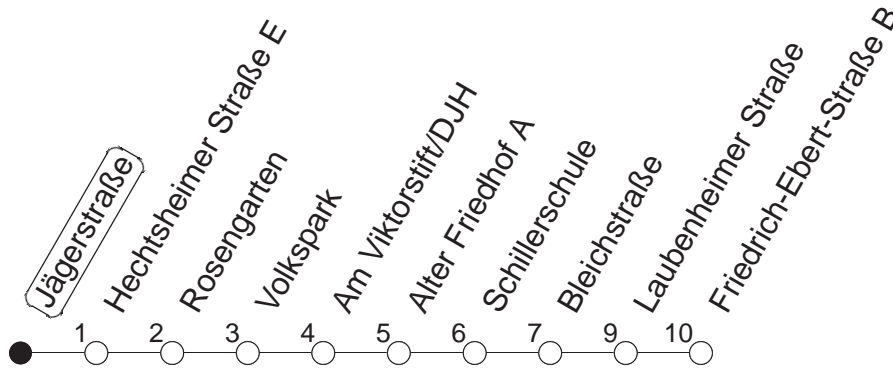 Jägerstraße
Hechtsheimer Straße E
Rosengarten
Volkspark
Am Viktorstift/DJH
Alter Friedhof A
Schillerschule
Bleichstraße
Laubenheimer Straße
Friedrich-Ebert-Straße B
1 2 3 4 5 6 7 9 10